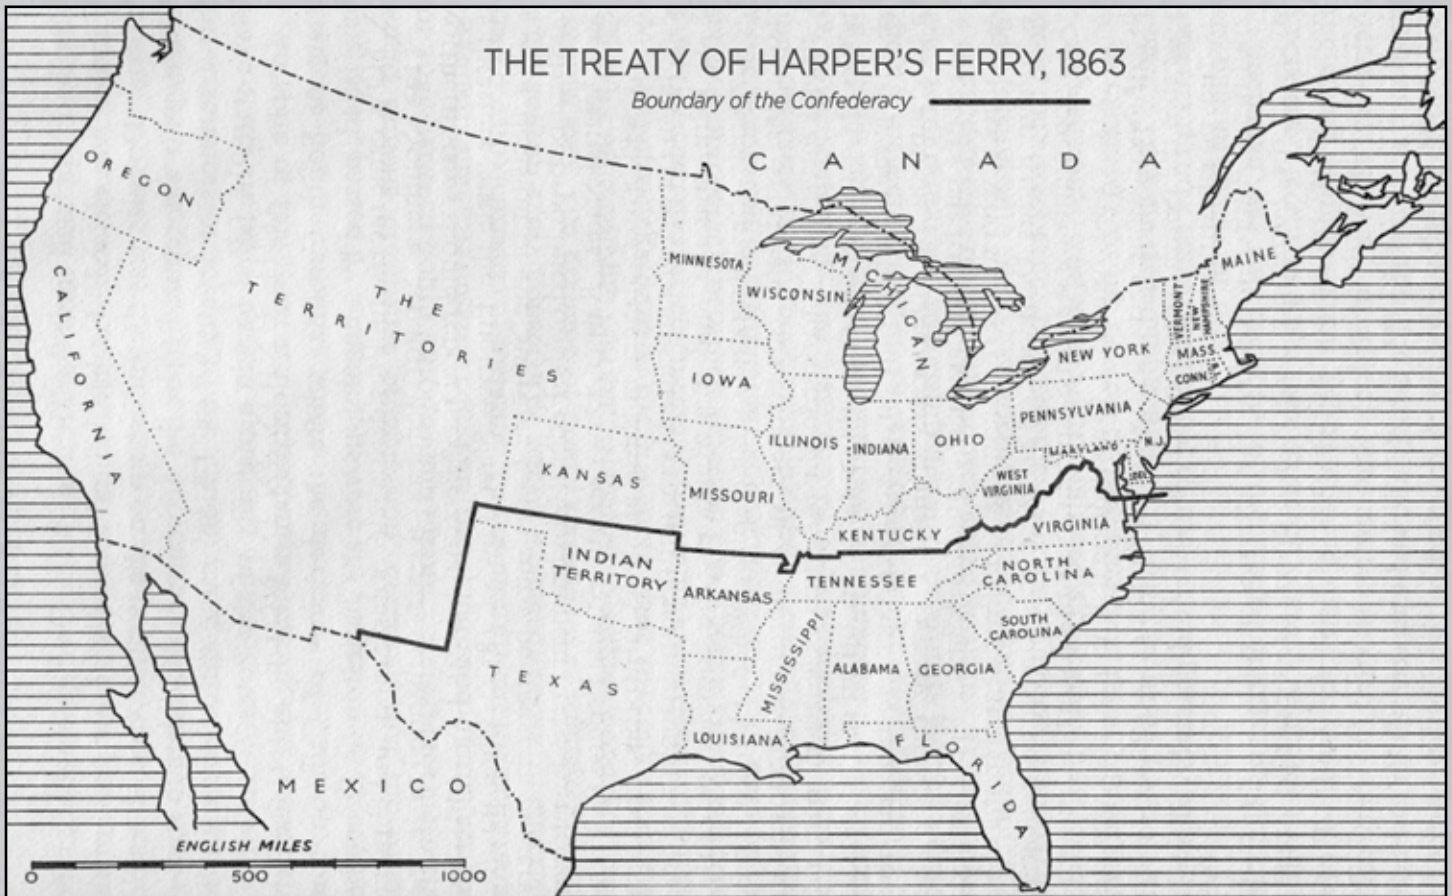 THE TREATY OF HARPER'S FERRY, 1863
Boundary of the Confederacy
CANADA
OREGON
CALIFORNIA
THE
TERRITORIES
MINNESOTA
WISCONSIN
MICHIGAN
MAINE
VERMONT
NEW
HAMPSHIRE
MASS.
CONN.
NEW YORK
IOWA
PENNSYLVANIA
N.J.
MARYLAND
DEL.
ILLINOIS
INDIANA
OHIO
WEST
VIRGINIA
KANSAS
MISSOURI
KENTUCKY
VIRGINIA
INDIAN
TERRITORY
ARKANSAS
TENNESSEE
NORTH
CAROLINA
SOUTH
CAROLINA
MISSISSIPPI
ALABAMA
GEORGIA
TEXAS
LOUISIANA
FLORIDA
MEXICO
ENGLISH MILES
0 500 1000